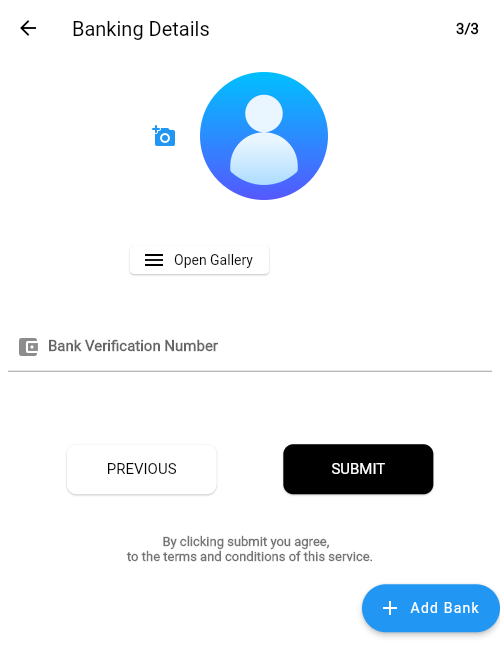 Banking Details
3/3
Open Gallery
Bank Verification Number
PREVIOUS
SUBMIT
By clicking submit you agree,
to the terms and conditions of this service.
Add Bank